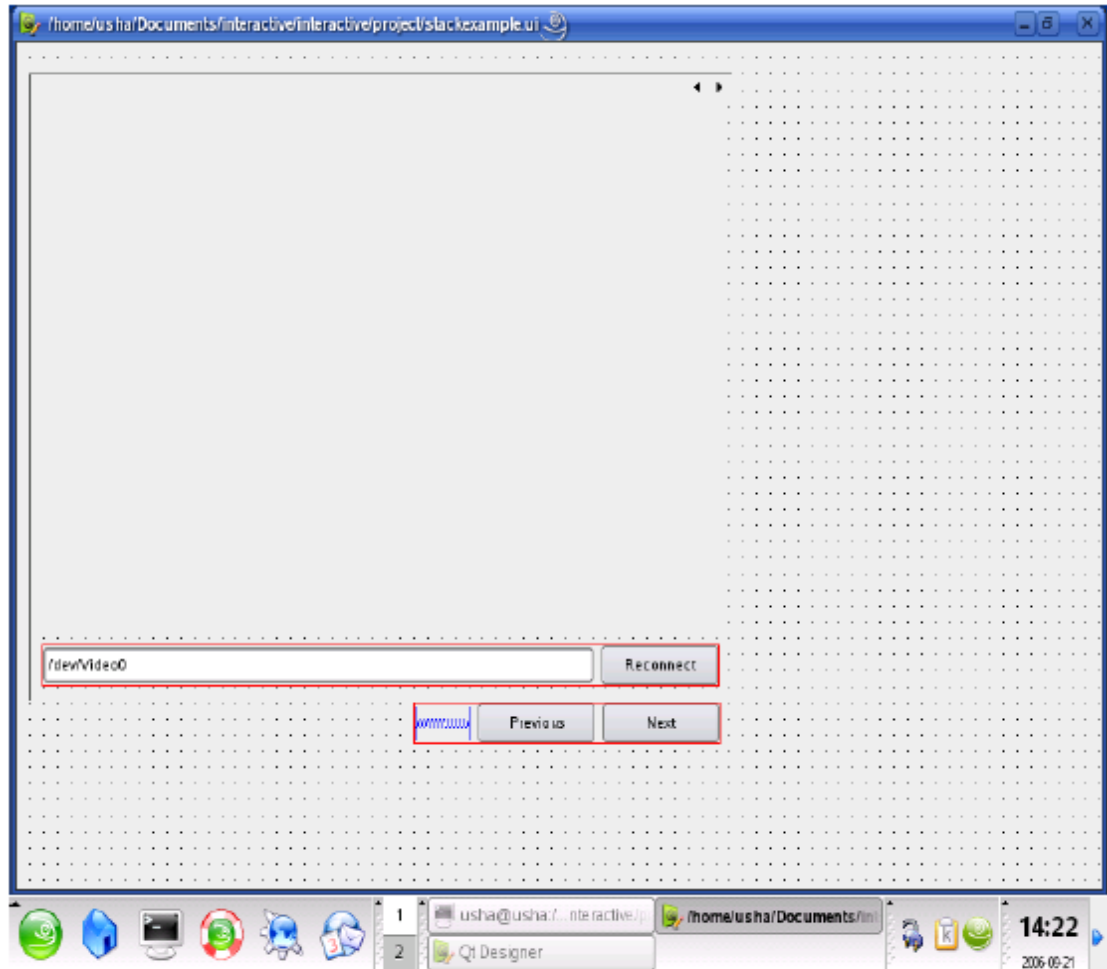 /home/usha/Documents/interactive/interactive/project/stackexample.ui
/dev/Video0
Reconnect
Previous
Next
1
usha@usha:/...nteractive/p
/home/usha/Documents/int
14:22
2
Qt Designer
2006-09-21